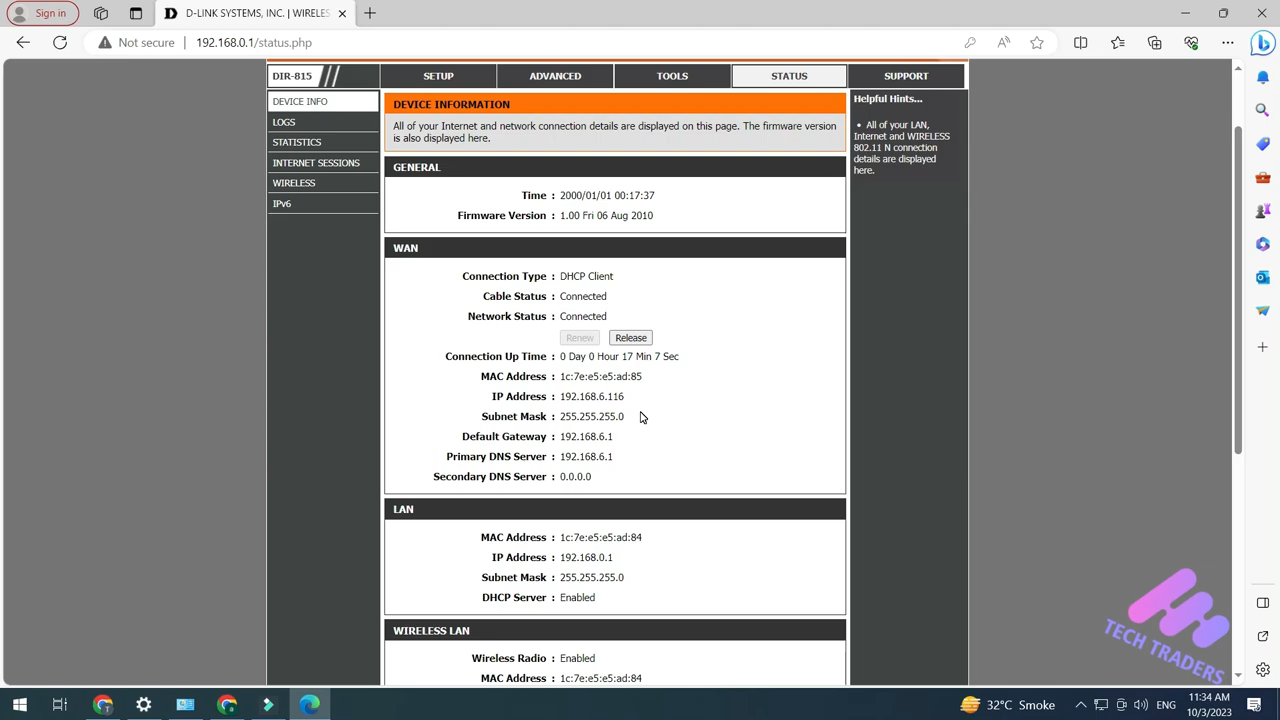 Sign in
D-LINK SYSTEMS, INC. | WIRELES
Not secure
192.168.0.1/status.php
DIR-815
SETUP
ADVANCED
TOOLS
STATUS
SUPPORT
DEVICE INFO
LOGS
STATISTICS
INTERNET SESSIONS
WIRELESS
IPv6
DEVICE INFORMATION
All of your Internet and network connection details are displayed on this page. The firmware version
is also displayed here.
GENERAL
Time : 2000/01/01 00:17:37
Firmware Version : 1.00 Fri 06 Aug 2010
WAN
Connection Type : DHCP Client
Cable Status : Connected
Network Status : Connected
Renew Release
Connection Up Time : 0 Day 0 Hour 17 Min 7 Sec
MAC Address : 1c:7e:e5:e5:ad:85
IP Address : 192.168.6.116
Subnet Mask : 255.255.255.0
Default Gateway : 192.168.6.1
Primary DNS Server : 192.168.6.1
Secondary DNS Server : 0.0.0.0
LAN
MAC Address : 1c:7e:e5:e5:ad:84
IP Address : 192.168.0.1
Subnet Mask : 255.255.255.0
DHCP Server : Enabled
WIRELESS LAN
Wireless Radio : Enabled
MAC Address : 1c:7e:e5:e5:ad:84
Helpful Hints...
• All of your LAN,
Internet and WIRELESS
802.11 N connection
details are displayed
here.
TECH TRADERS
32°C Smoke
ENG
11:34 AM
10/3/2023